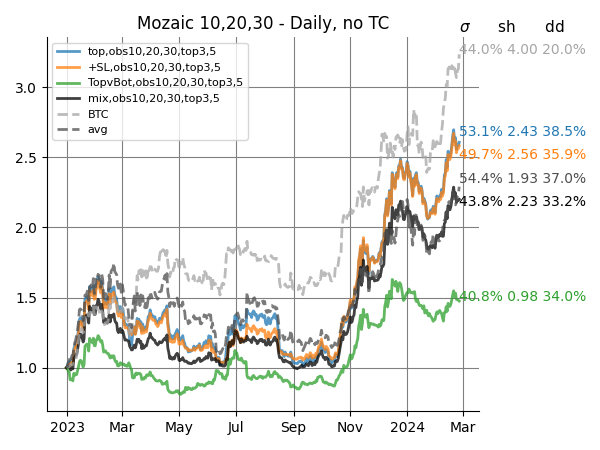 Mozaic 10,20,30 - Daily, no TC
σ sh dd
top,obs10,20,30,top3,5
+SL,obs10,20,30,top3,5
TopvBot,obs10,20,30,top3,5
mix,obs10,20,30,top3,5
BTC
avg
44.0% 4.00 20.0%
53.1% 2.43 38.5%
49.7% 2.56 35.9%
54.4% 1.93 37.0%
43.8% 2.23 33.2%
40.8% 0.98 34.0%
3.0
2.5
2.0
1.5
1.0
2023 Mar May Jul Sep Nov 2024 Mar